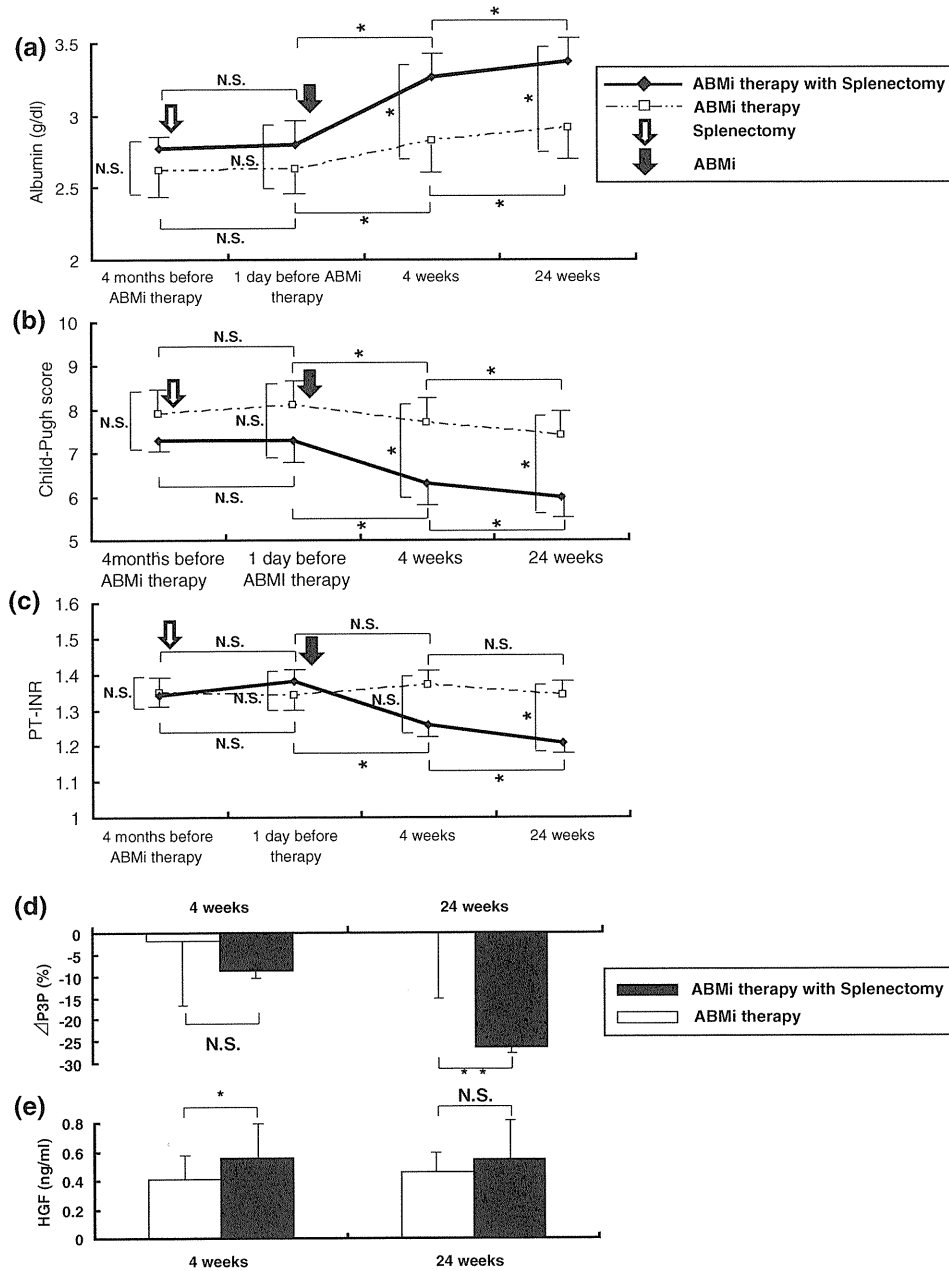 (a)
3.5
3
2.5
2
Albumin (g/dl)
N.S.
*
*
N.S.
N.S.
*
*
N.S.
*
*
4 months before
ABMi therapy
1 day before ABMi
therapy
4 weeks
24 weeks
ABMi therapy with Splenectomy
ABMi therapy
Splenectomy
ABMi
(b)
10
9
8
7
6
5
Child-Pugh score
N.S.
*
*
N.S.
N.S.
*
*
N.S.
*
*
4months before
ABMi therapy
1 day before
ABMI therapy
4 weeks
24 weeks
(c)
1.6
1.5
1.4
1.3
1.2
1.1
1
PT-INR
N.S.
N.S.
N.S.
N.S.
N.S.
N.S.
*
N.S.
*
*
4 months before
ABMi therapy
1 day before
therapy
4 weeks
24 weeks
(d)
4 weeks
24 weeks
0
-5
-10
-15
-20
-25
-30
⊿P3P (%)
N.S.
* *
ABMi therapy with Splenectomy
ABMi therapy
(e)
0.8
0.6
0.4
0.2
0
HGF (ng/ml)
*
N.S.
4 weeks
24 weeks